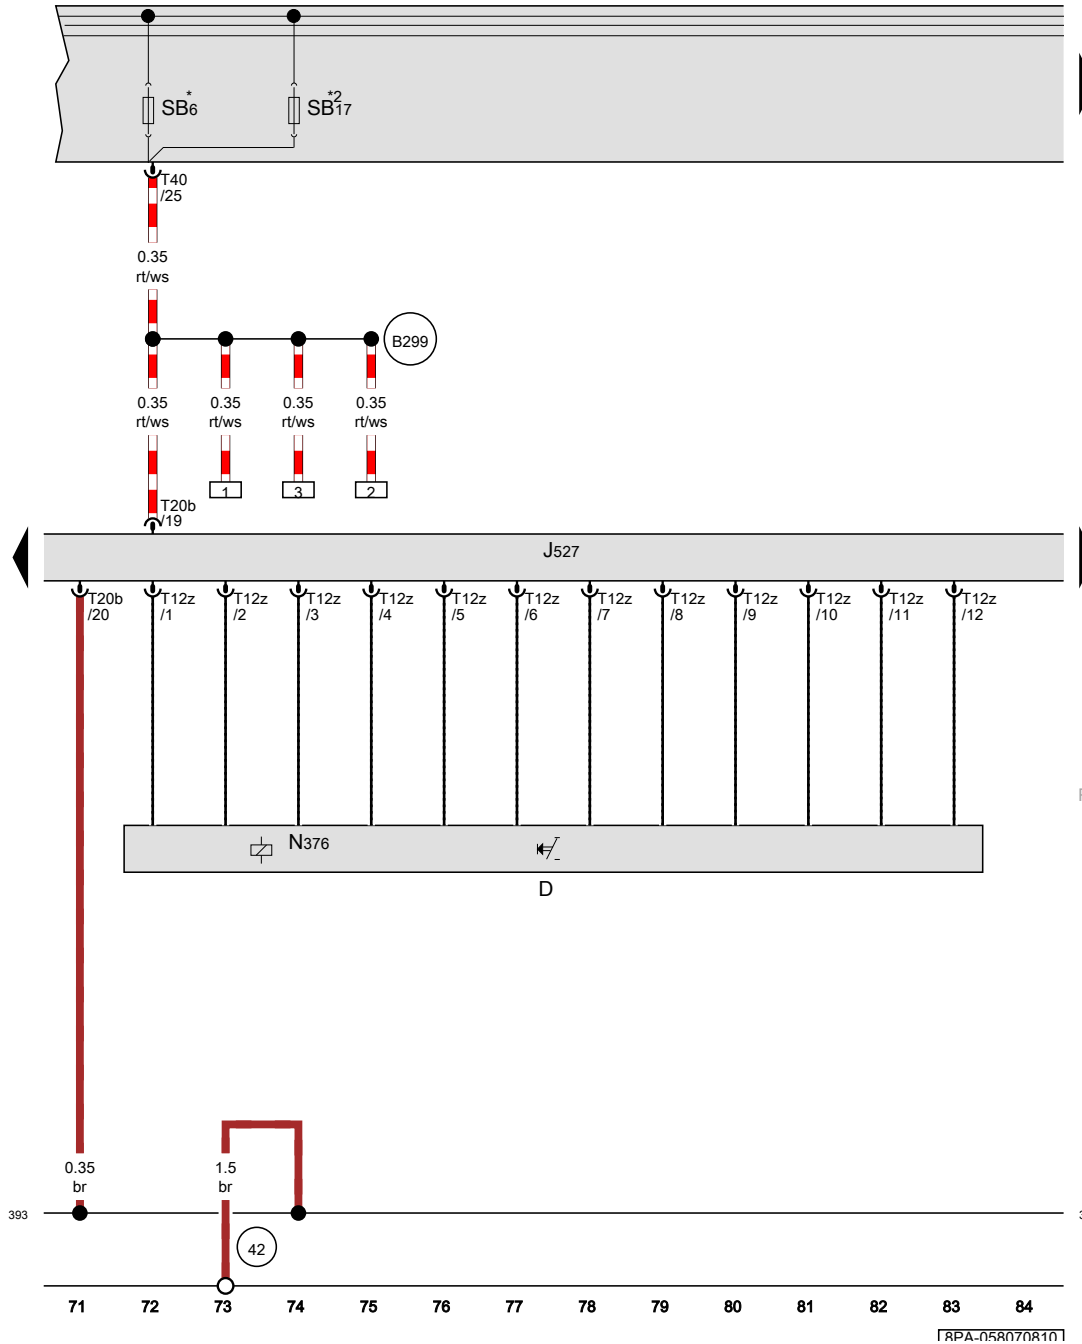 SB6 *
SB17 *2
T40
/25
0.35
rt/ws
B299
0.35 0.35 0.35 0.35
rt/ws rt/ws rt/ws rt/ws
1 3 2
T20b
/19
J527
T20b T12z T12z T12z T12z T12z T12z T12z T12z T12z T12z T12z T12z
/20 /1 /2 /3 /4 /5 /6 /7 /8 /9 /10 /11 /12
N376
D
0.35 1.5
br br
393
42
71 72 73 74 75 76 77 78 79 80 81 82 83 84
8PA-058070810